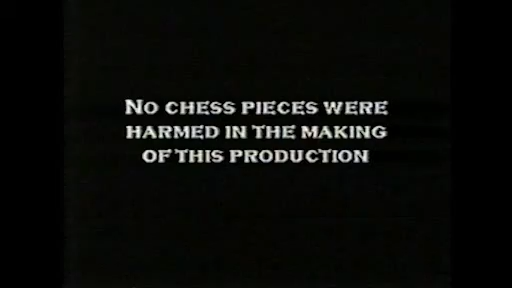 No chess pieces were
harmed in the making
of this production